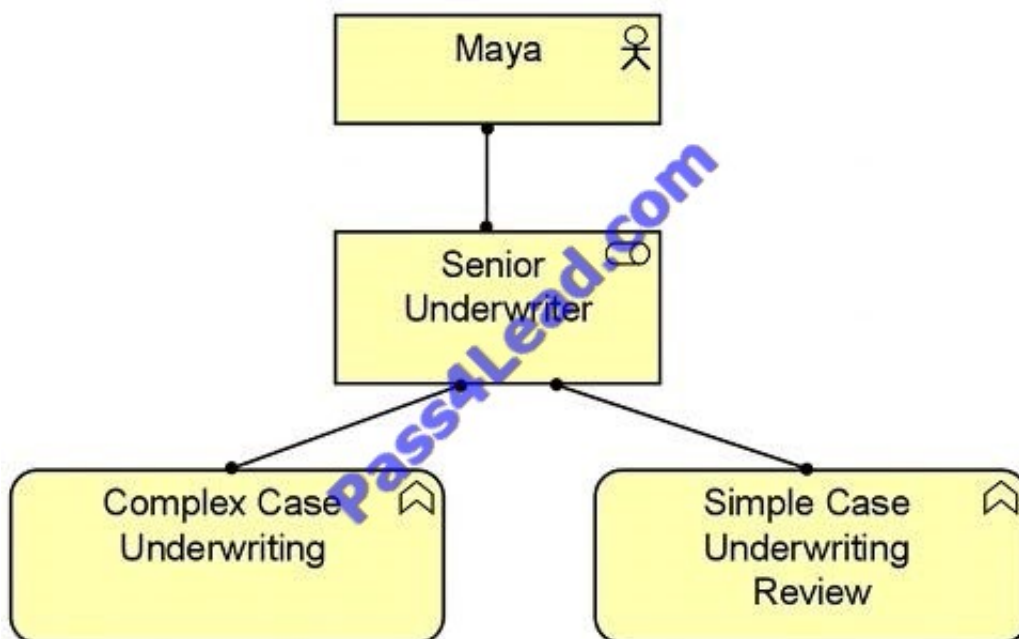 Maya
Senior
Underwriter
Complex Case
Underwriting
Simple Case
Underwriting
Review
Pass4Lead.com